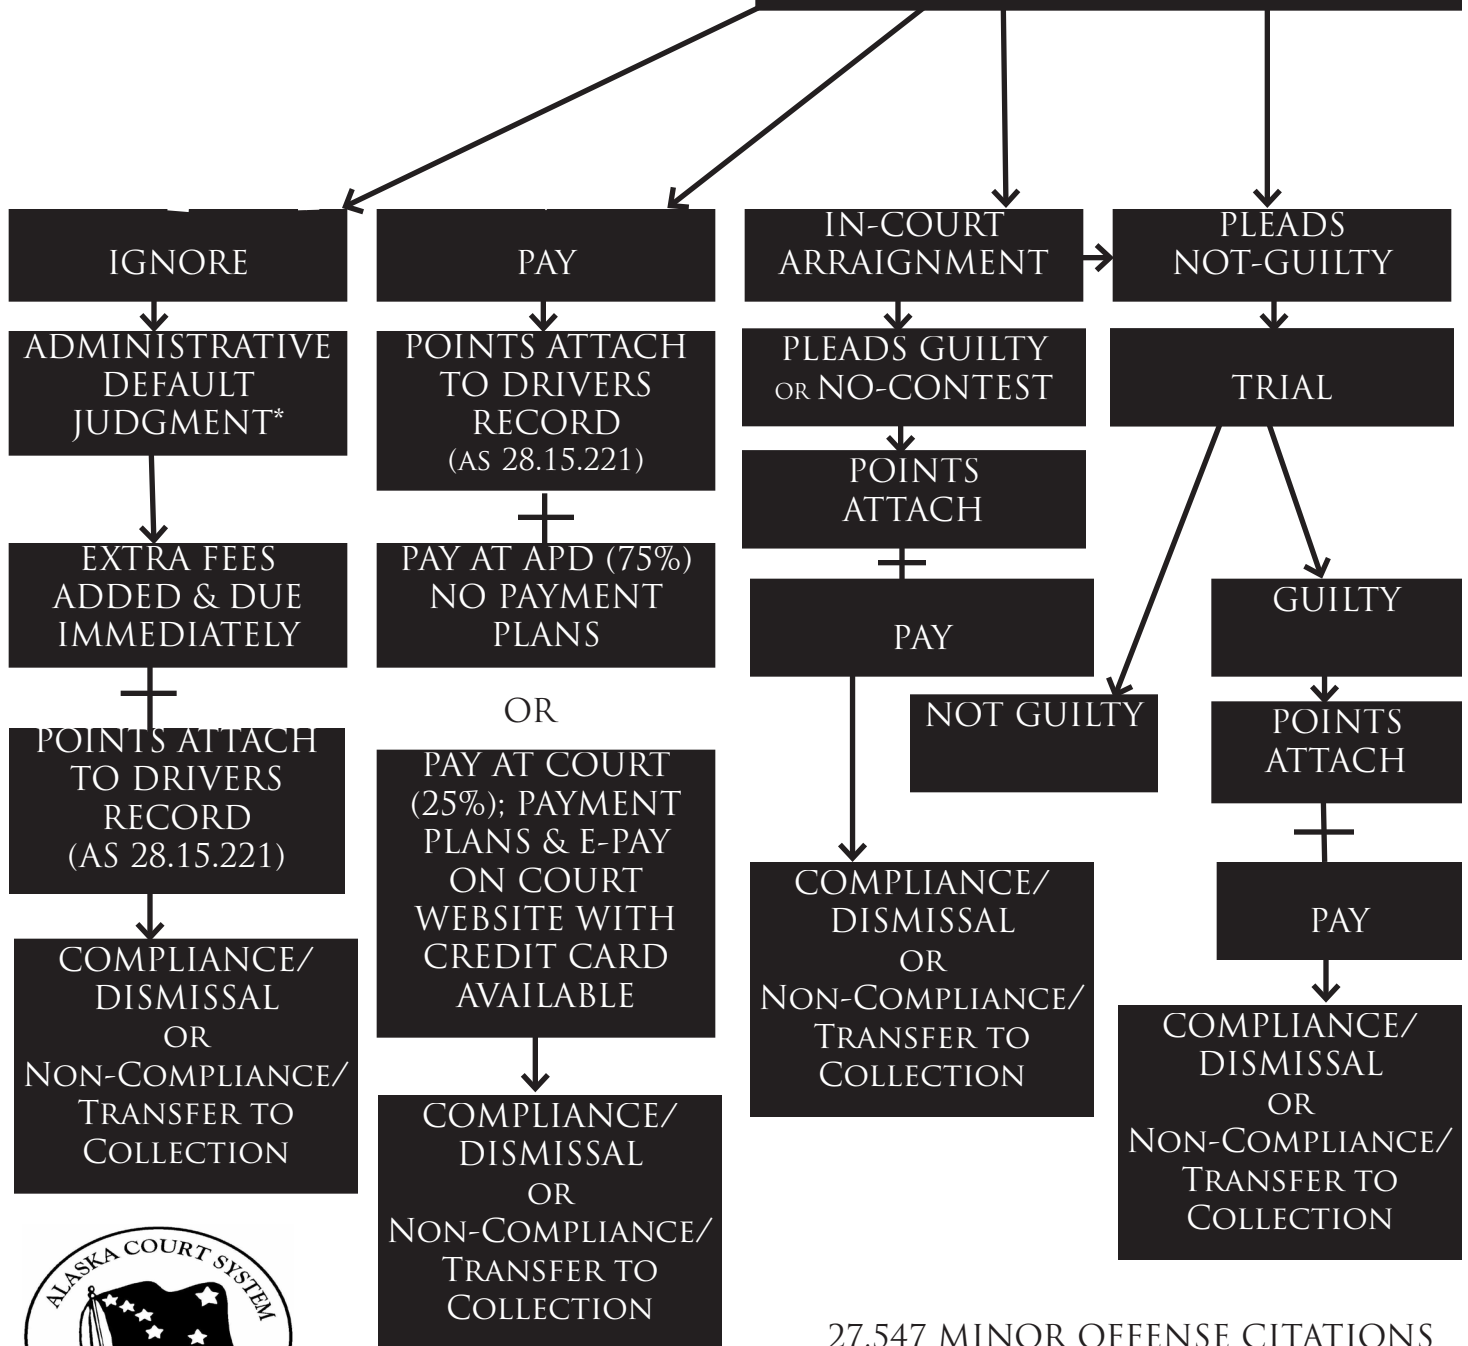 IGNORE
ADMINISTRATIVE
DEFAULT
JUDGMENT*
EXTRA FEES
ADDED & DUE
IMMEDIATELY
POINTS ATTACH
TO DRIVERS
RECORD
(AS 28.15.221)
COMPLIANCE/
DISMISSAL
OR
NON-COMPLIANCE/
TRANSFER TO
COLLECTION
PAY
POINTS ATTACH
TO DRIVERS
RECORD
(AS 28.15.221)
PAY AT APD (75%)
NO PAYMENT
PLANS
OR
PAY AT COURT
(25%); PAYMENT
PLANS & E-PAY
ON COURT
WEBSITE WITH
CREDIT CARD
AVAILABLE
COMPLIANCE/
DISMISSAL
OR
NON-COMPLIANCE/
TRANSFER TO
COLLECTION
IN-COURT
ARRAIGNMENT
PLEADS GUILTY
OR NO-CONTEST
POINTS
ATTACH
PAY
COMPLIANCE/
DISMISSAL
OR
NON-COMPLIANCE/
TRANSFER TO
COLLECTION
PLEADS
NOT-GUILTY
TRIAL
NOT GUILTY
GUILTY
POINTS
ATTACH
PAY
COMPLIANCE/
DISMISSAL
OR
NON-COMPLIANCE/
TRANSFER TO
COLLECTION
ALASKA COURT SYSTEM
27,547 MINOR OFFENSE CITATIONS